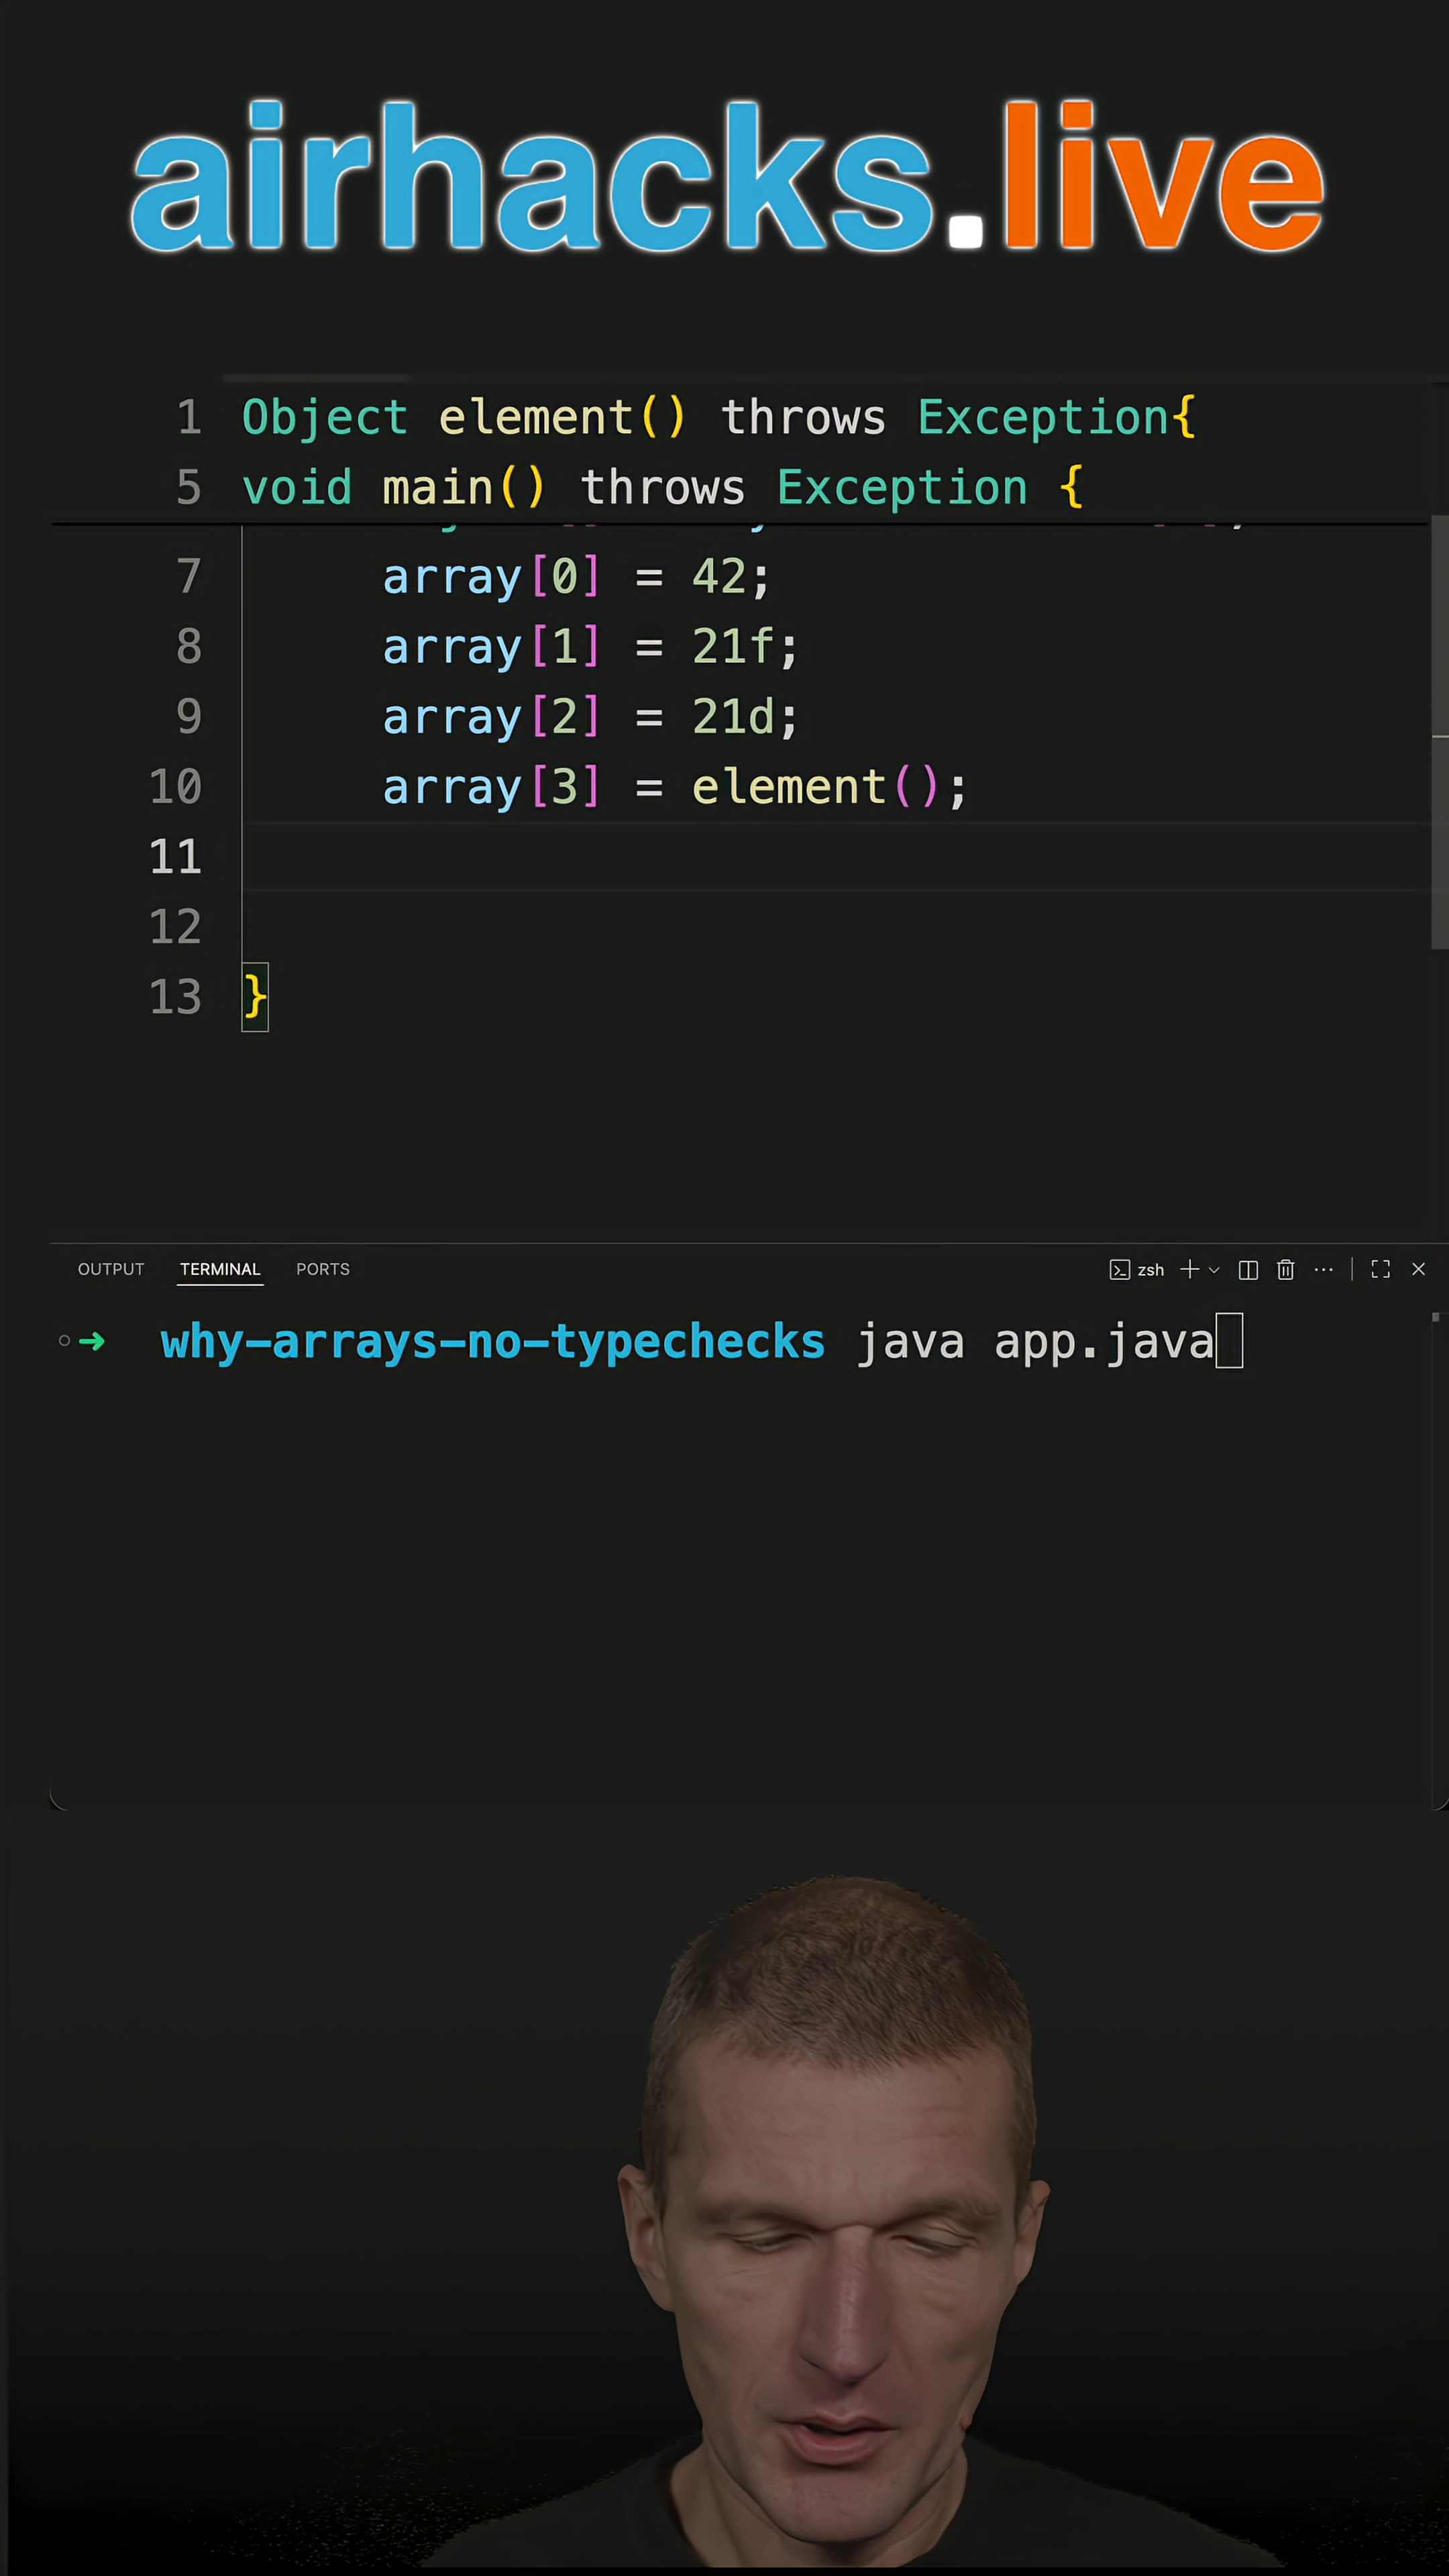 airhacks.live
1 Object element() throws Exception{
5 void main() throws Exception {
7 array[0] = 42;
8 array[1] = 21f;
9 array[2] = 21d;
10 array[3] = element();
11
12
13 }
OUTPUT TERMINAL PORTS zsh
why-arrays-no-typechecks java app.java